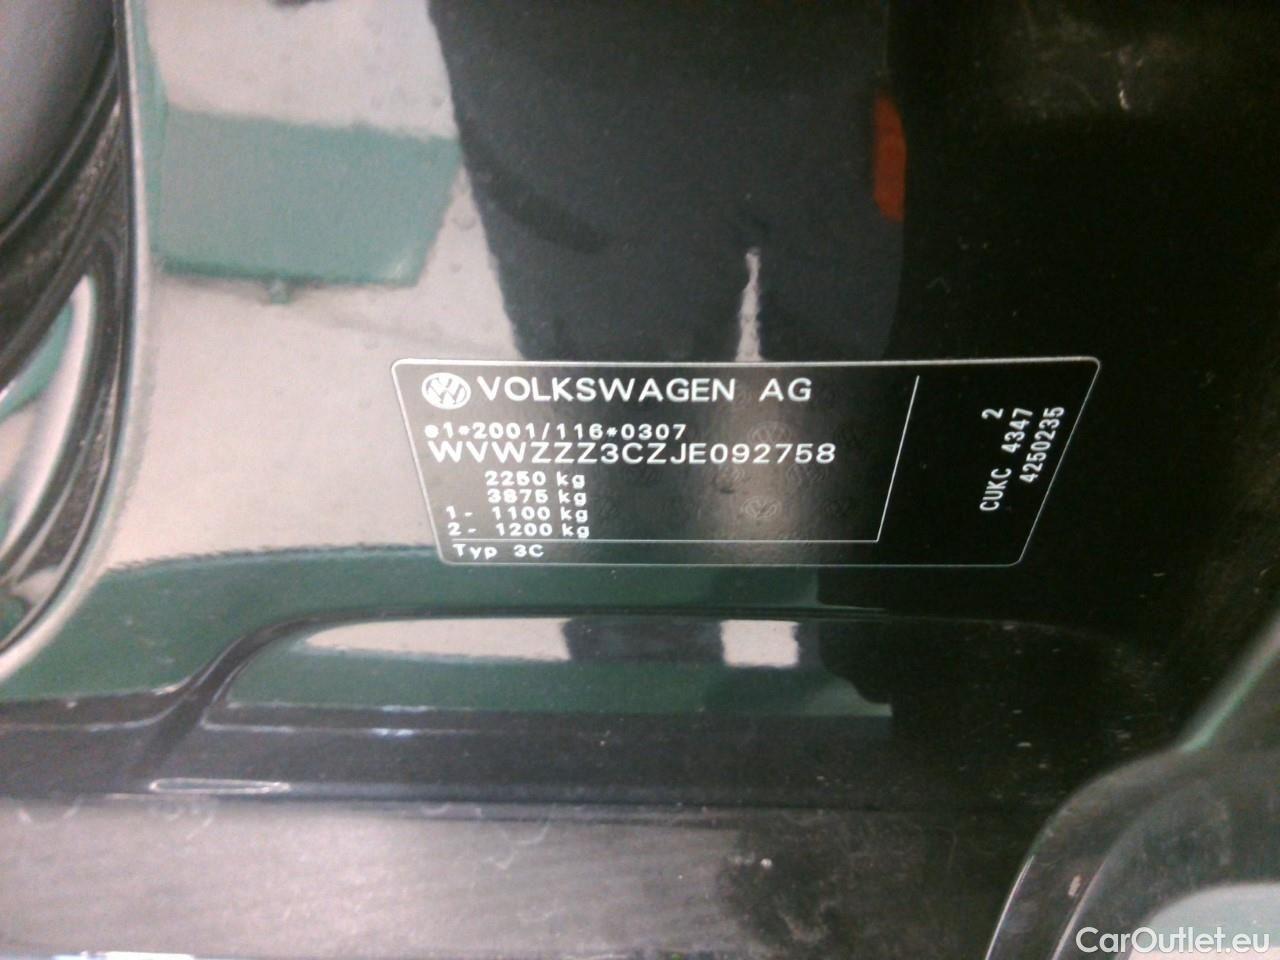 VOLKSWAGEN AG
e1*2001/116*0307
WVWZZZ3CZJE092758
2250 kg
3875 kg
1- 1100 kg
2- 1200 kg
Typ 3C
2
CUKC 4347
4250235
CarOutlet.eu